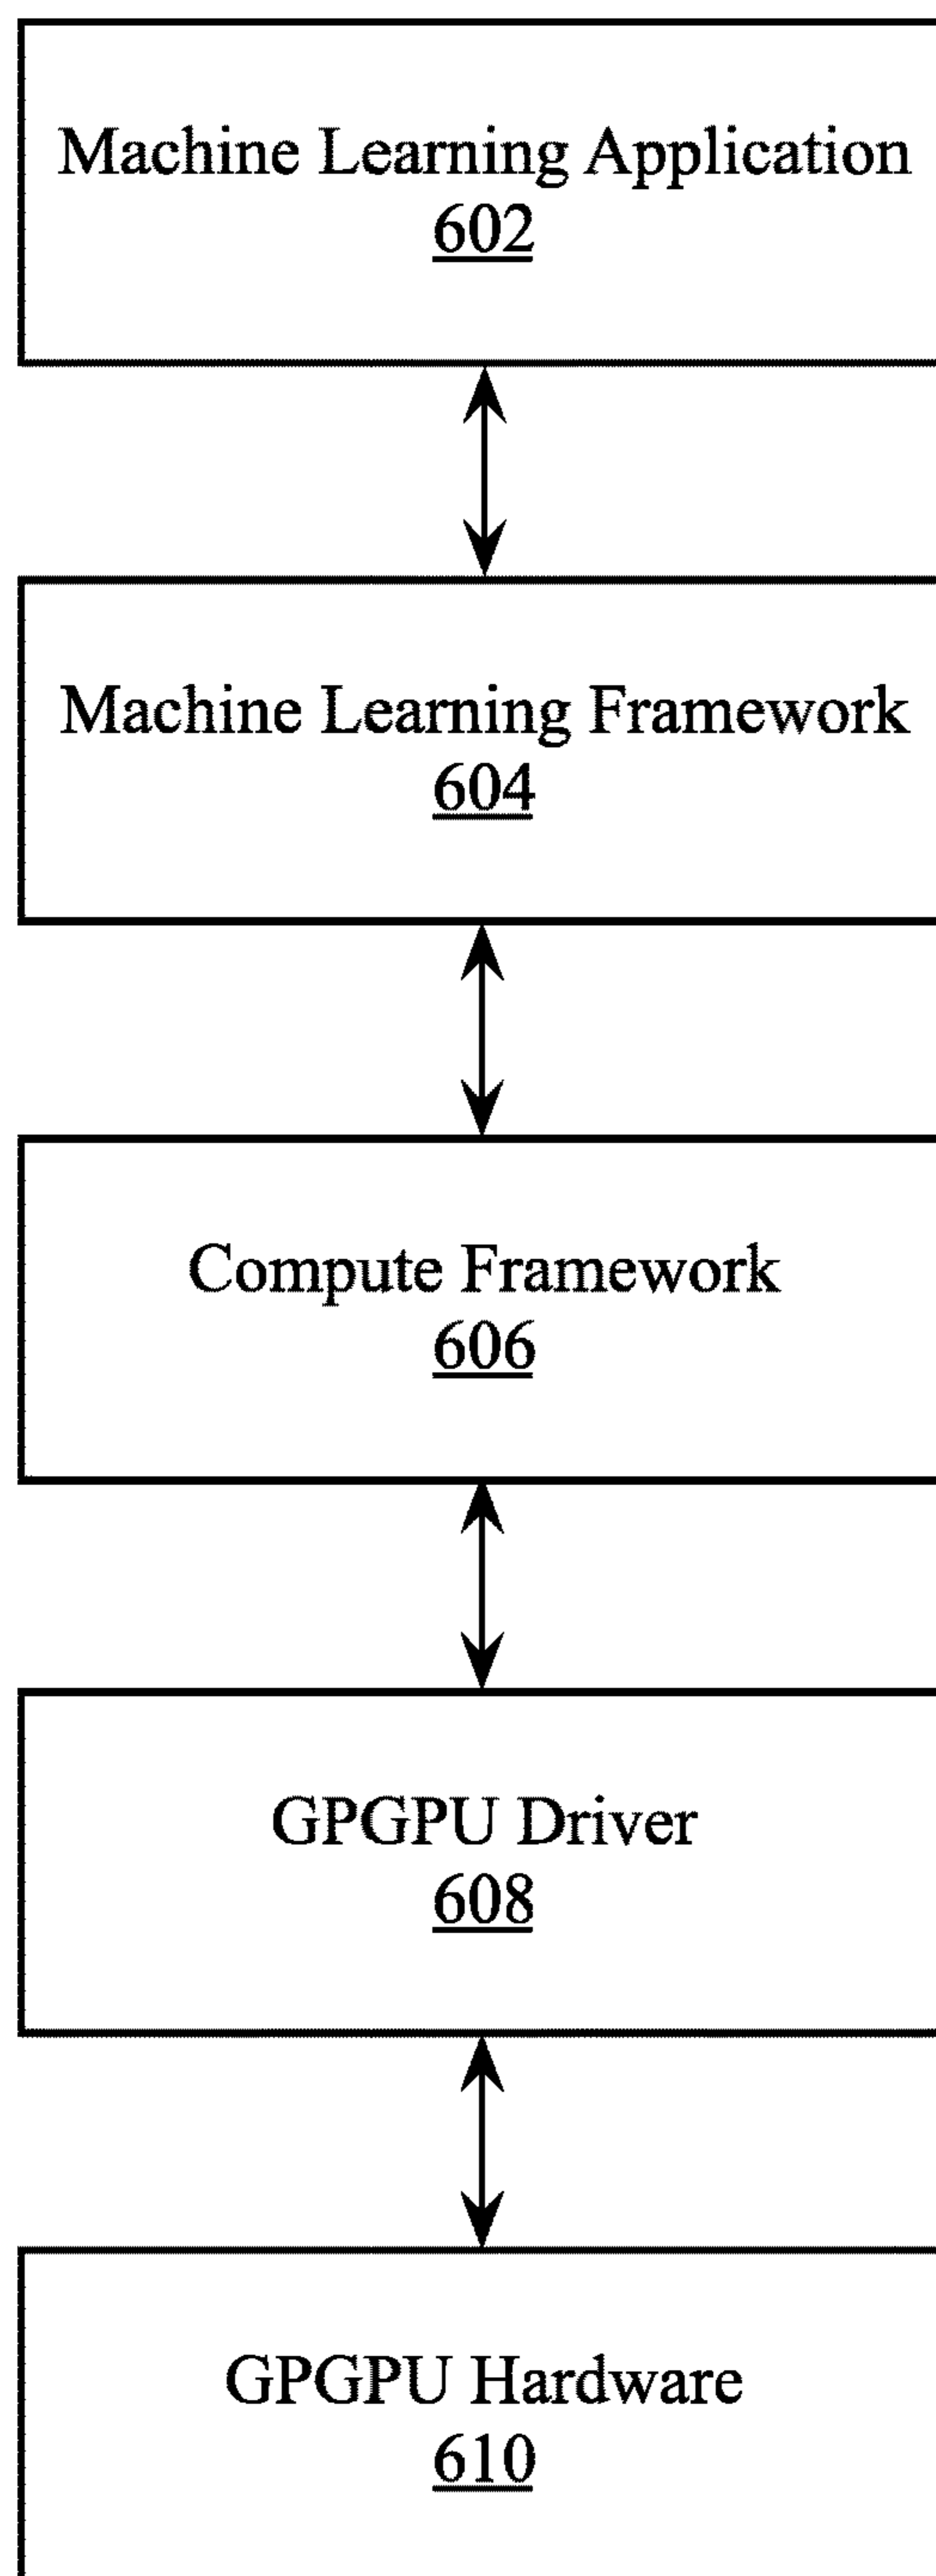 Machine Learning Application
602
Machine Learning Framework
604
Compute Framework
606
GPGPU Driver
608
GPGPU Hardware
610